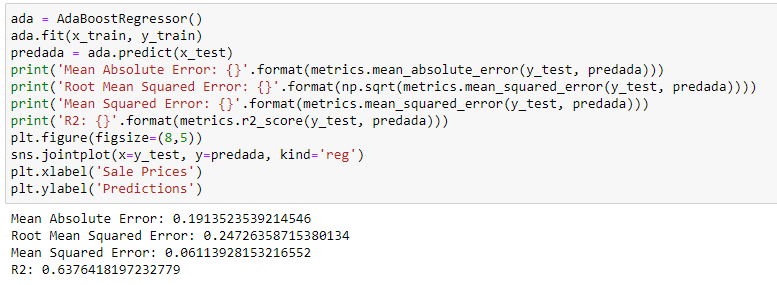 ada = AdaBoostRegressor()
ada.fit(x_train, y_train)
predada = ada.predict(x_test)
print('Mean Absolute Error: {}'.format(metrics.mean_absolute_error(y_test, predada)))
print('Root Mean Squared Error: {}'.format(np.sqrt(metrics.mean_squared_error(y_test, predada))))
print('Mean Squared Error: {}'.format(metrics.mean_squared_error(y_test, predada)))
print('R2: {}'.format(metrics.r2_score(y_test, predada)))
plt.figure(figsize=(8,5))
sns.jointplot(x=y_test, y=predada, kind='reg')
plt.xlabel('Sale Prices')
plt.ylabel('Predictions')
Mean Absolute Error: 0.1913523539214546
Root Mean Squared Error: 0.24726358715380134
Mean Squared Error: 0.06113928153216552
R2: 0.6376418197232779